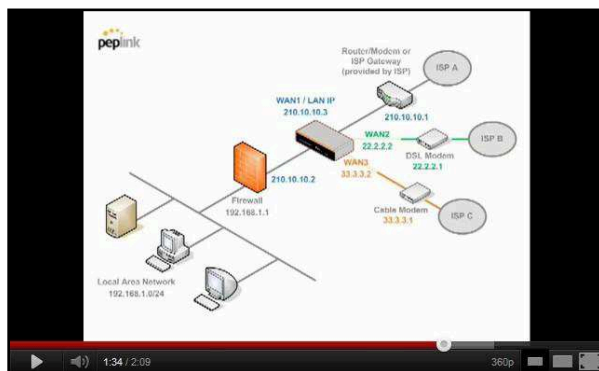 peplink
Router/Modem or
ISP Gateway
(provided by ISP)
ISP A
WAN1 / LAN IP
210.10.10.3
210.10.10.1
WAN2
22.2.2.2
ISP B
DSL Modem
22.2.2.1
WAN3
33.3.3.2
210.10.10.2
Firewall
192.168.1.1
Cable Modem
33.3.3.1
ISP C
Local Area Network
192.168.1.0/24
1:34 / 2:09
360p